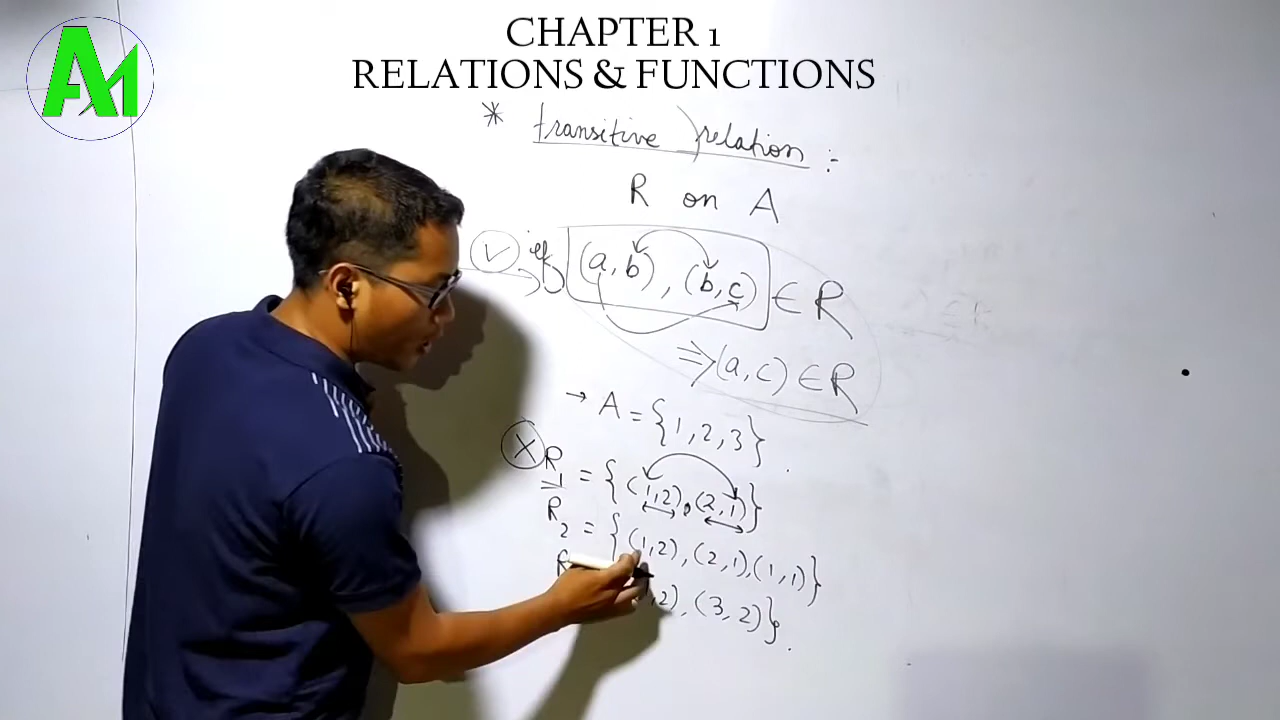 AM
CHAPTER 1
RELATIONS & FUNCTIONS
* transitive relation :-
R on A
✓ if (a, b), (b, c) ∈ R
⇒ (a, c) ∈ R
→ A = {1, 2, 3}.
X R₁ = {(1,2), (2,1)}
R₂ = {(1,2), (2,1), (1,1)}
R ,2), (3, 2)}.